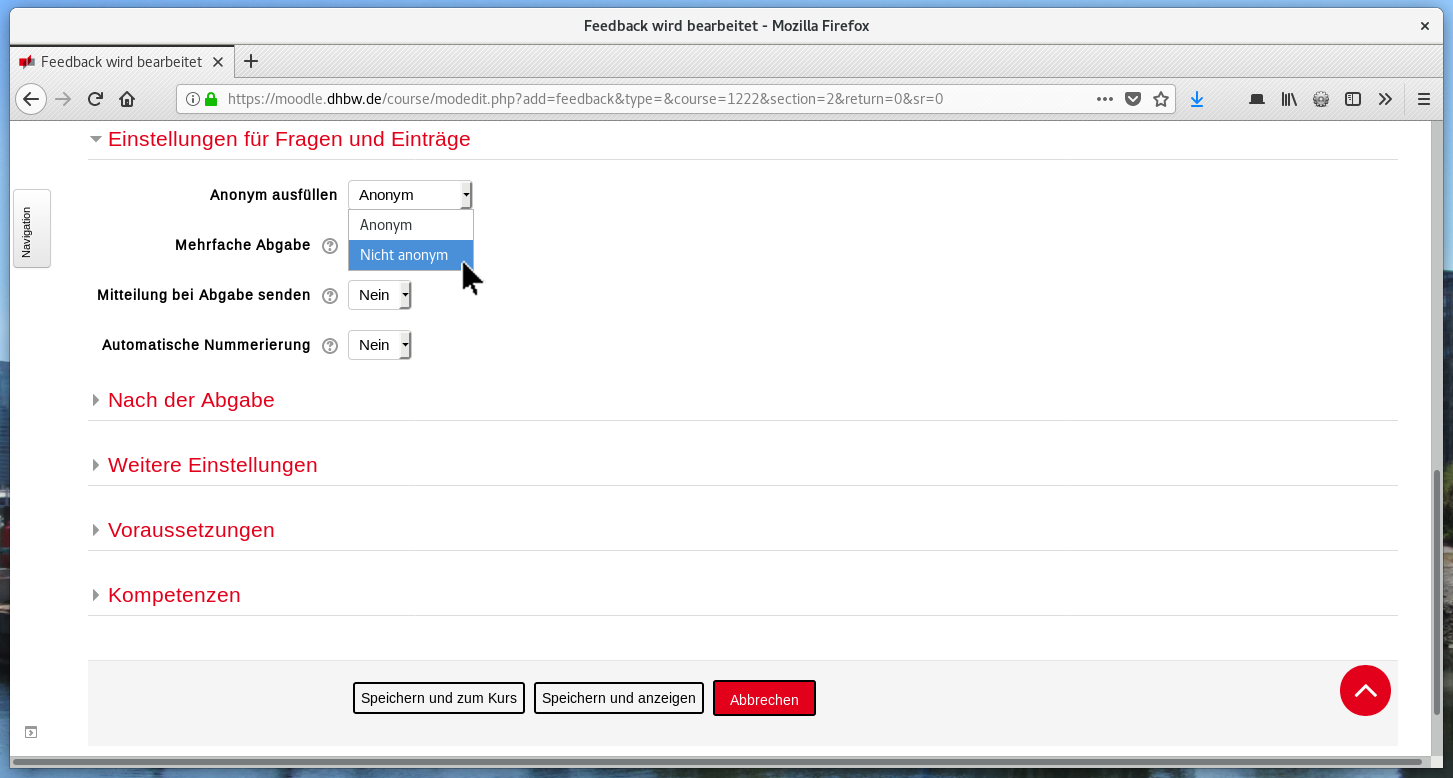 Feedback wird bearbeitet - Mozilla Firefox
Feedback wird bearbeitet
https://moodle.dhbw.de/course/modedit.php?add=feedback&type=&course=1222&section=2&return=0&sr=0
Einstellungen für Fragen und Einträge
Navigation
Anonym ausfüllen Anonym
Anonym
Mehrfache Abgabe
Nicht anonym
Mitteilung bei Abgabe senden Nein
Automatische Nummerierung Nein
Nach der Abgabe
Weitere Einstellungen
Voraussetzungen
Kompetenzen
Speichern und zum Kurs Speichern und anzeigen Abbrechen